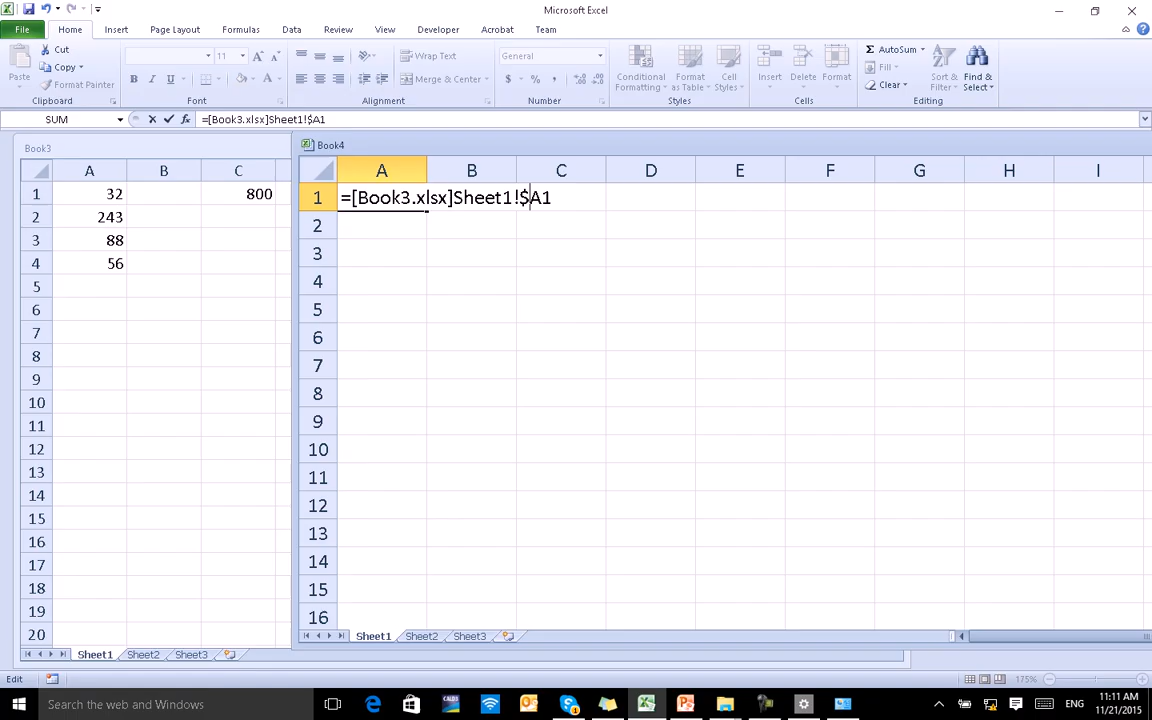 Microsoft Excel
File Home Insert Page Layout Formulas Data Review View Developer Acrobat Team
Paste
Cut
Copy
Format Painter
Clipboard
11
A A
B I U
A
Font
Wrap Text
Merge & Center
Alignment
General
$ % ,
Number
Conditional Formatting
Format as Table
Cell Styles
Styles
Insert Delete Format
Cells
AutoSum
Fill
Clear
Sort & Filter
Find & Select
Editing
SUM fx =[Book3.xlsx]Sheet1!$A1
Book3
A B C
1 32 800
2 243
3 88
4 56
5
6
7
8
9
10
11
12
13
14
15
16
17
18
19
20
Sheet1 Sheet2 Sheet3
Book4
A B C D E F G H I
1 =[Book3.xlsx]Sheet1!$A1
2
3
4
5
6
7
8
9
10
11
12
13
14
15
16
Sheet1 Sheet2 Sheet3
Edit 175%
Search the web and Windows
ENG
11:11 AM
11/21/2015